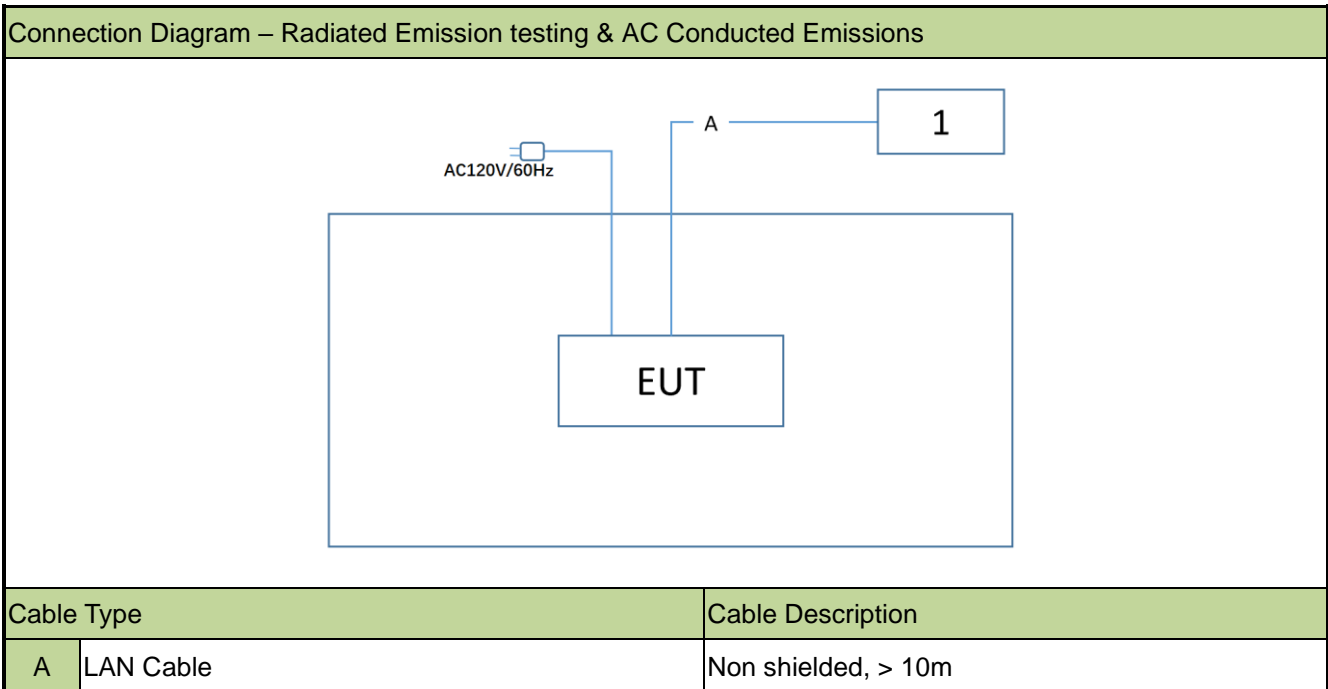 Connection Diagram – Radiated Emission testing & AC Conducted Emissions
A
1
AC120V/60Hz
EUT
Cable Type
Cable Description
A
LAN Cable
Non shielded, > 10m